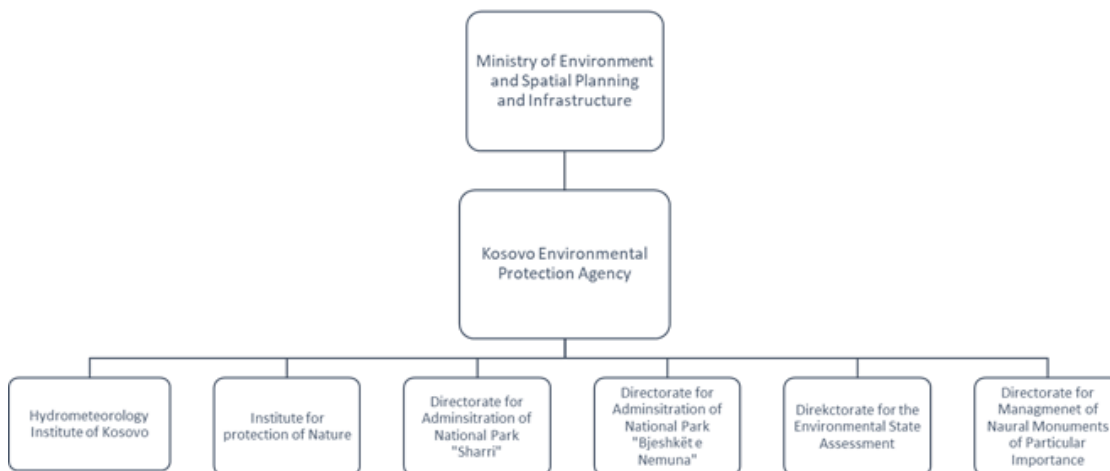 Ministry of Environment
and Spatial Planning
and Infrastructure
Kosovo Environmental
Protection Agency
Hydrometeorology
Institute of Kosovo
Institute for
protection of Nature
Directorate for
Adminsitration of
National Park
"Sharri"
Directorate for
Adminsitration of
National Park
"Bjeshkët e
Nemuna"
Direkctorate for the
Environmental State
Assessment
Directorate for
Managmenet of
Naural Monuments
of Particular
Importance